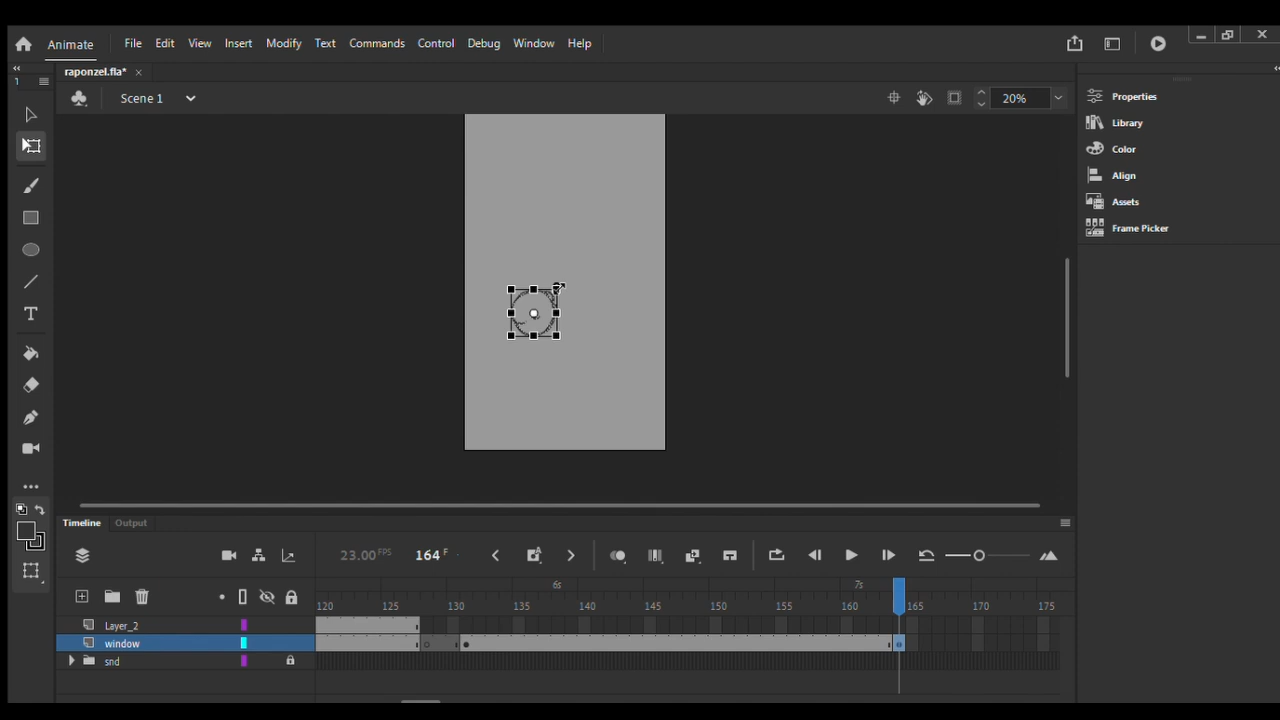 Animate File Edit View Insert Modify Text Commands Control Debug Window Help
raponzel.fla*
Scene 1
20%
T
Properties
Library
Color
Align
Assets
Frame Picker
Timeline Output
23.00 FPS 164 F
6s 7s
120 125 130 135 140 145 150 155 160 165 170 175
Layer_2
window
snd